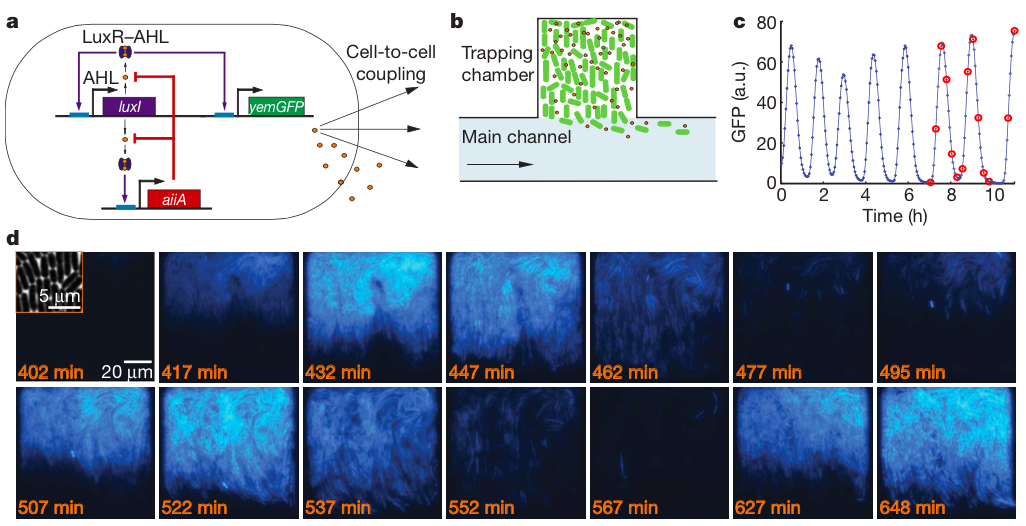 a
LuxR–AHL
AHL
luxI
yemGFP
aiiA
Cell-to-cell
coupling
b
Trapping
chamber
Main channel
c
GFP (a.u.)
80
60
40
20
0
0 2 4 6 8 10
Time (h)
d
5 µm
20 µm
402 min
417 min
432 min
447 min
462 min
477 min
495 min
507 min
522 min
537 min
552 min
567 min
627 min
648 min